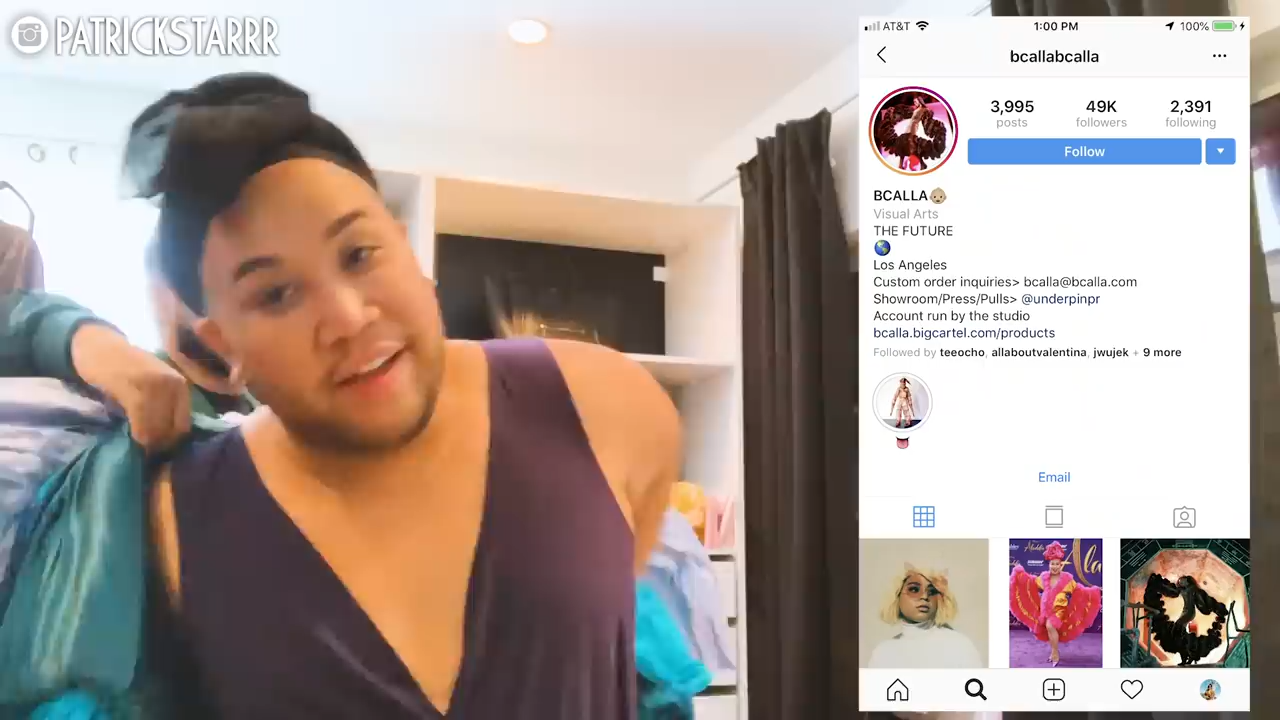 PATRICKSTARRR
AT&T
1:00 PM
100%
bcallabcalla
3,995
posts
49K
followers
2,391
following
Follow
BCALLA
Visual Arts
THE FUTURE
Los Angeles
Custom order inquiries> bcalla@bcalla.com
Showroom/Press/Pulls> @underpinpr
Account run by the studio
bcalla.bigcartel.com/products
Followed by teeocho, allaboutvalentina, jwujek + 9 more
Email